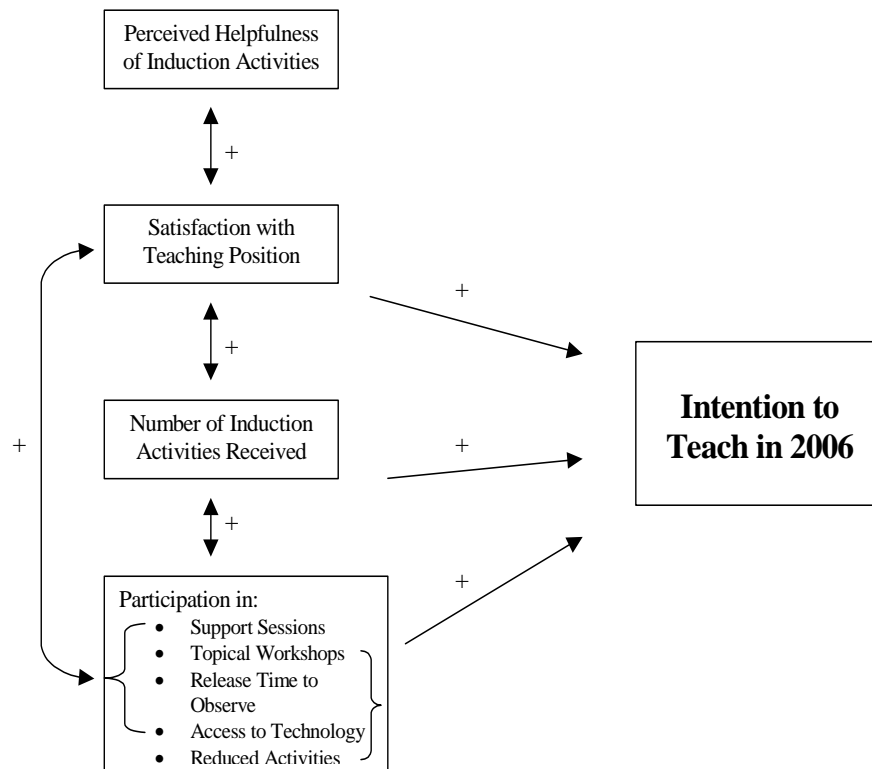 Perceived Helpfulness
of Induction Activities
+
Satisfaction with
Teaching Position
+
+
Number of Induction
Activities Received
+
+
+
Participation in:
• Support Sessions
• Topical Workshops
• Release Time to
Observe
• Access to Technology
• Reduced Activities
+
Intention to
Teach in 2006